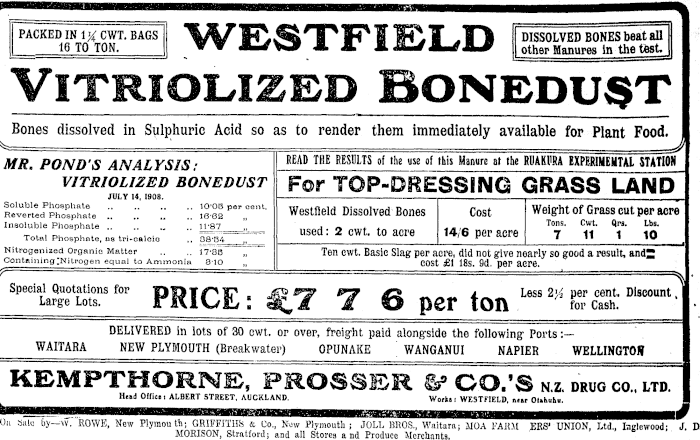 PACKED IN 1¼ CWT. BAGS
16 TO TON.
WESTFIELD
DISSOLVED BONES beat all
other Manures in the test.
VITRIOLIZED BONEDUST
Bones dissolved in Sulphuric Acid so as to render them immediately available for Plant Food.
MR. POND'S ANALYSIS:
VITRIOLIZED BONEDUST
JULY 14, 1908.
Soluble Phosphate .. .. .. .. 10·05 per cent.
Reverted Phosphate .. .. .. .. 16·62 „
Insoluble Phosphate .. .. .. .. 11·87 „
Total Phosphate, as tri-calcic .. 38·54 „
Nitrogenized Organic Matter .. .. 17·35 „
Containing Nitrogen equal to Ammonia 3·10 „
READ THE RESULTS of the use of this Manure at the RUAKURA EXPERIMEMTAL STATION
For TOP-DRESSING GRASS LAND
Westfield Dissolved Bones
used: 2 cwt. to acre
Cost
14/6 per acre
Weight of Grass cut per acre
Tons. Cwt. Qrs. Lbs.
7 11 1 10
Ten cwt. Basic Slag per acre, did not give nearly so good a result, and
cost £1 18s. 9d. per acre.
Special Quotations for
Large Lots.
PRICE: £7 7 6 per ton
Less 2½ per cent. Discount
for Cash.
DELIVERED in lots of 30 cwt. or over, freight paid alongside the following Ports:—
WAITARA NEW PLYMOUTH (Breakwater) OPUNAKE WANGANUI NAPIER WELLINGTON
KEMPTHORNE, PROSSER & CO.'S N.Z. DRUG CO., LTD.
Head Office: ALBERT STREET, AUCKLAND.
Works: WESTFIELD, near Otahuhu.
On Sale by—W. ROWE, New Plymouth; GRIFFITHS & Co., New Plymouth; JOLL BROS., Waitara; MOA FARM ERS' UNION, Ltd., Inglewood; J. D.
MORISON, Stratford; and all Stores and Produce Merchants.